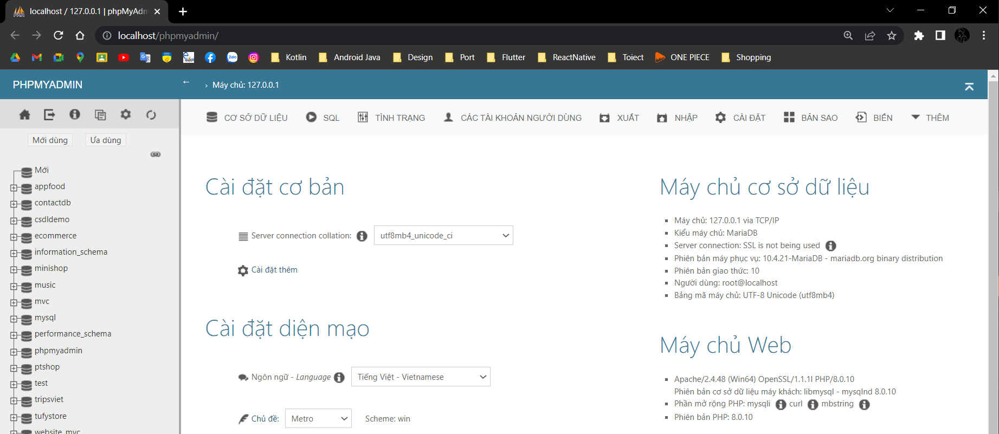 localhost / 127.0.0.1 | phpMyAdm
localhost/phpmyadmin/
Kotlin
Android Java
Design
Port
Flutter
ReactNative
Toiect
ONE PIECE
Shopping
PHPMYADMIN
Máy chủ: 127.0.0.1
CƠ SỞ DỮ LIỆU
SQL
TÌNH TRẠNG
CÁC TÀI KHOẢN NGƯỜI DÙNG
XUẤT
NHẬP
CÀI ĐẶT
BẢN SAO
BIẾN
THÊM
Mới dùng
Ưa dùng
Mới
appfood
contactdb
csdldemo
ecommerce
information_schema
minishop
music
mvc
mysql
performance_schema
phpmyadmin
ptshop
test
tripsviet
tufystore
website_mvc
Cài đặt cơ bản
Server connection collation:
utf8mb4_unicode_ci
Cài đặt thêm
Cài đặt diện mạo
Ngôn ngữ - Language
Tiếng Việt - Vietnamese
Chủ đề:
Metro
Scheme: win
Máy chủ cơ sở dữ liệu
Máy chủ: 127.0.0.1 via TCP/IP
Kiểu máy chủ: MariaDB
Server connection: SSL is not being used
Phiên bản máy phục vụ: 10.4.21-MariaDB - mariadb.org binary distribution
Phiên bản giao thức: 10
Người dùng: root@localhost
Bảng mã máy chủ: UTF-8 Unicode (utf8mb4)
Máy chủ Web
Apache/2.4.48 (Win64) OpenSSL/1.1.1l PHP/8.0.10
Phiên bản cơ sở dữ liệu máy khách: libmysql - mysqlnd 8.0.10
Phần mở rộng PHP: mysqli curl mbstring
Phiên bản PHP: 8.0.10